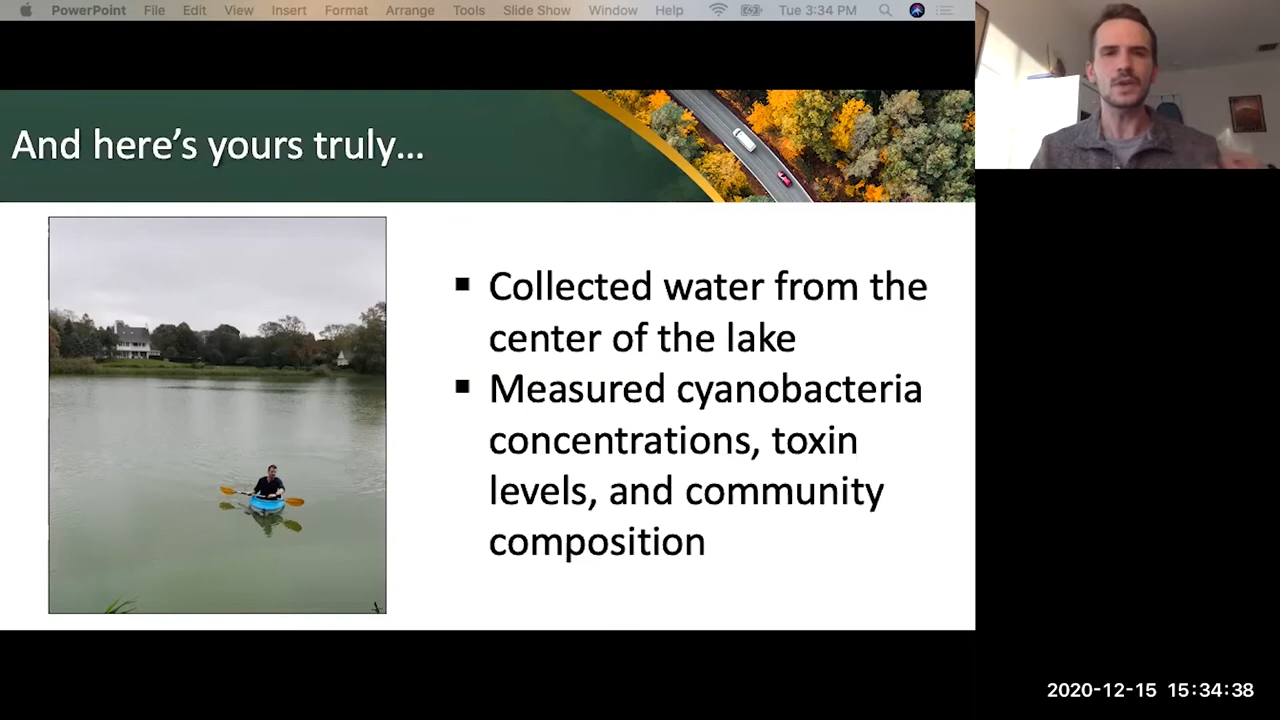 PowerPoint File Edit View Insert Format Arrange Tools Slide Show Window Help Tue 3:34 PM
And here's yours truly...
▪ Collected water from the
center of the lake
▪ Measured cyanobacteria
concentrations, toxin
levels, and community
composition
2020-12-15 15:34:38